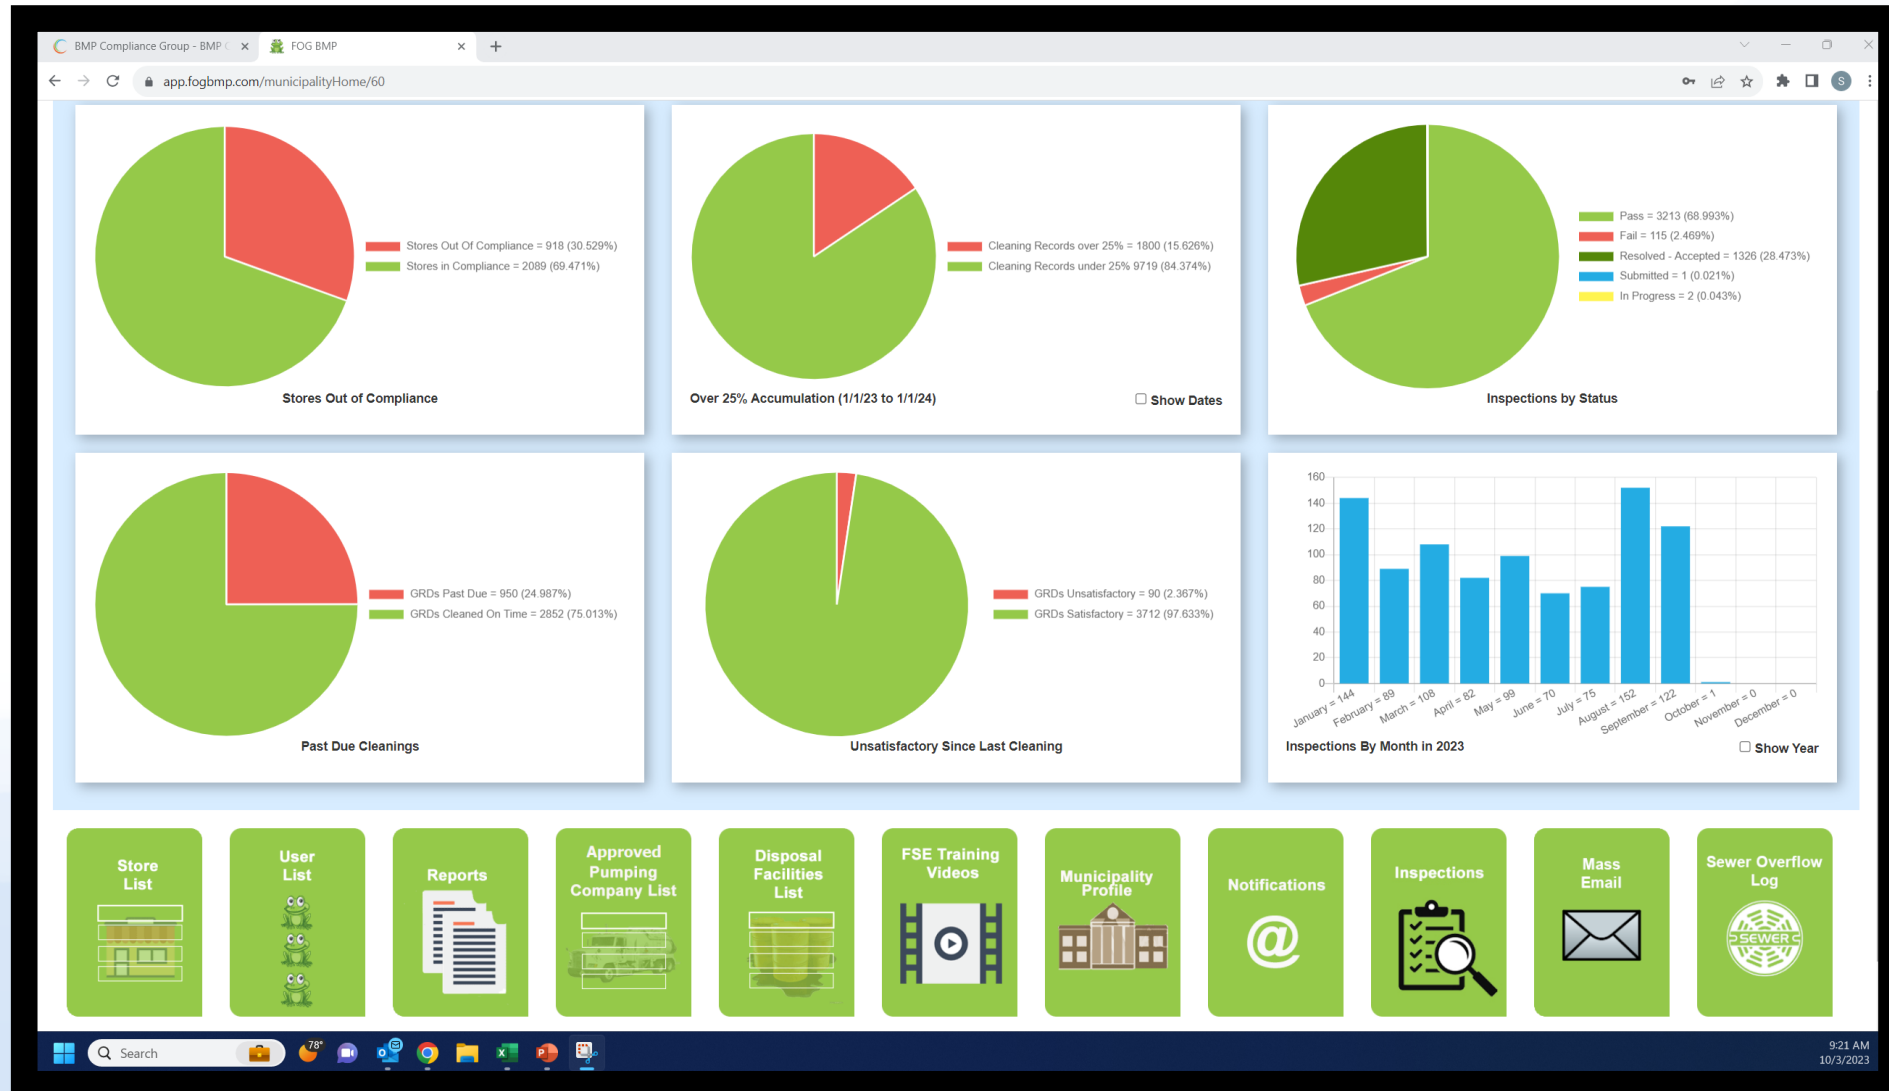 BMP Compliance Group - BMP C
FOG BMP
app.fogbmp.com/municipalityHome/60
S
Stores Out Of Compliance = 918 (30.529%)
Stores in Compliance = 2089 (69.471%)
Stores Out of Compliance
Cleaning Records over 25% = 1800 (15.626%)
Cleaning Records under 25% 9719 (84.374%)
Over 25% Accumulation (1/1/23 to 1/1/24)
Show Dates
Pass = 3213 (68.993%)
Fail = 115 (2.469%)
Resolved - Accepted = 1326 (28.473%)
Submitted = 1 (0.021%)
In Progress = 2 (0.043%)
Inspections by Status
GRDs Past Due = 950 (24.987%)
GRDs Cleaned On Time = 2852 (75.013%)
Past Due Cleanings
GRDs Unsatisfactory = 90 (2.367%)
GRDs Satisfactory = 3712 (97.633%)
Unsatisfactory Since Last Cleaning
160
140
120
100
80
60
40
20
0
January = 144
February = 89
March = 108
April = 82
May = 99
June = 70
July = 75
August = 152
September = 122
October = 1
November = 0
December = 0
Inspections By Month in 2023
Show Year
Store
List
User
List
Reports
Approved
Pumping
Company List
Disposal
Facilities
List
FSE Training
Videos
Municipality
Profile
Notifications
@
Inspections
Mass
Email
Sewer Overflow
Log
SEWER
Search
78°
9:21 AM
10/3/2023